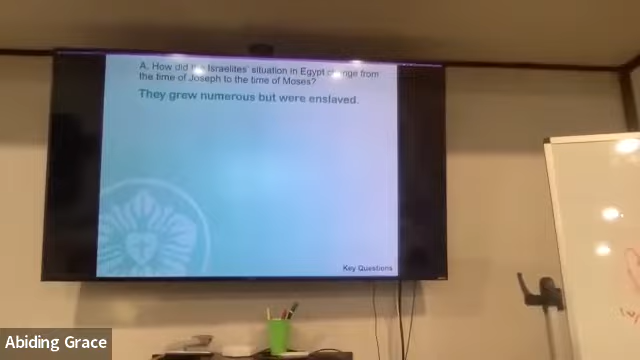 A. How did the Israelites' situation in Egypt change from
the time of Joseph to the time of Moses?
They grew numerous but were enslaved.
Key Questions
Abiding Grace